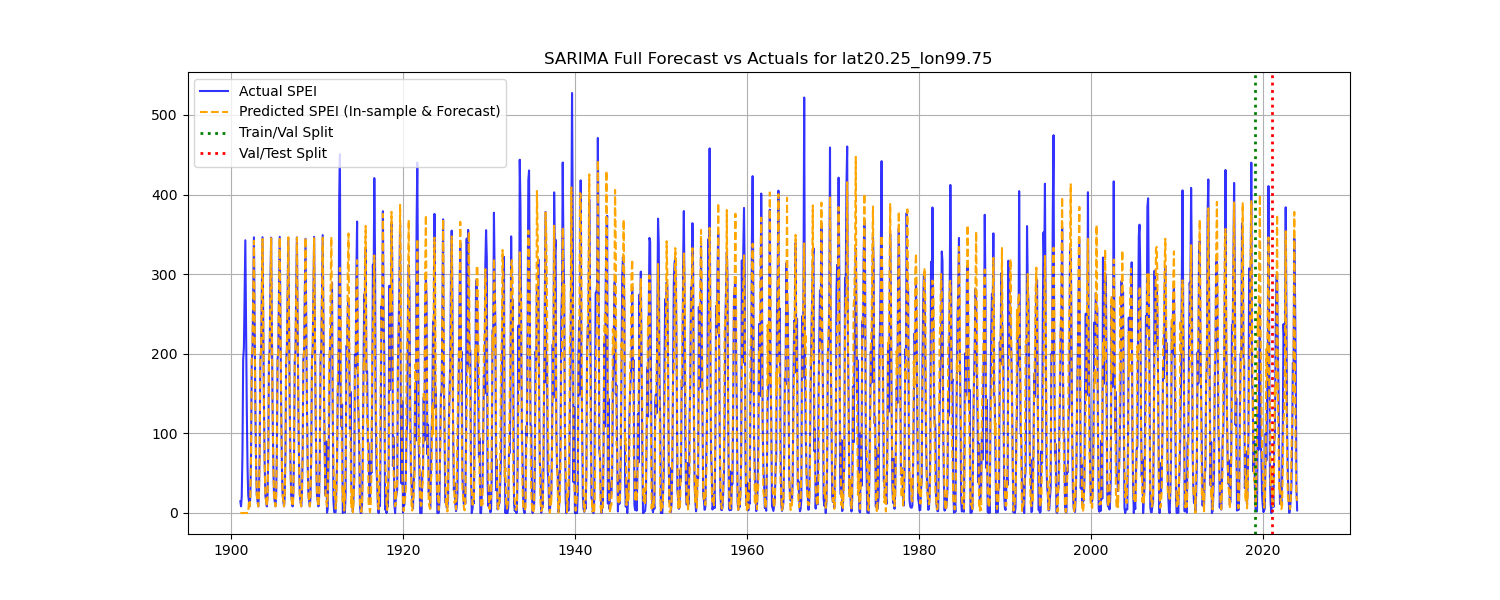 SARIMA Full Forecast vs Actuals for lat20.25_lon99.75
Actual SPEI
Predicted SPEI (In-sample & Forecast)
Train/Val Split
Val/Test Split
500
400
300
200
100
0
1900 1920 1940 1960 1980 2000 2020